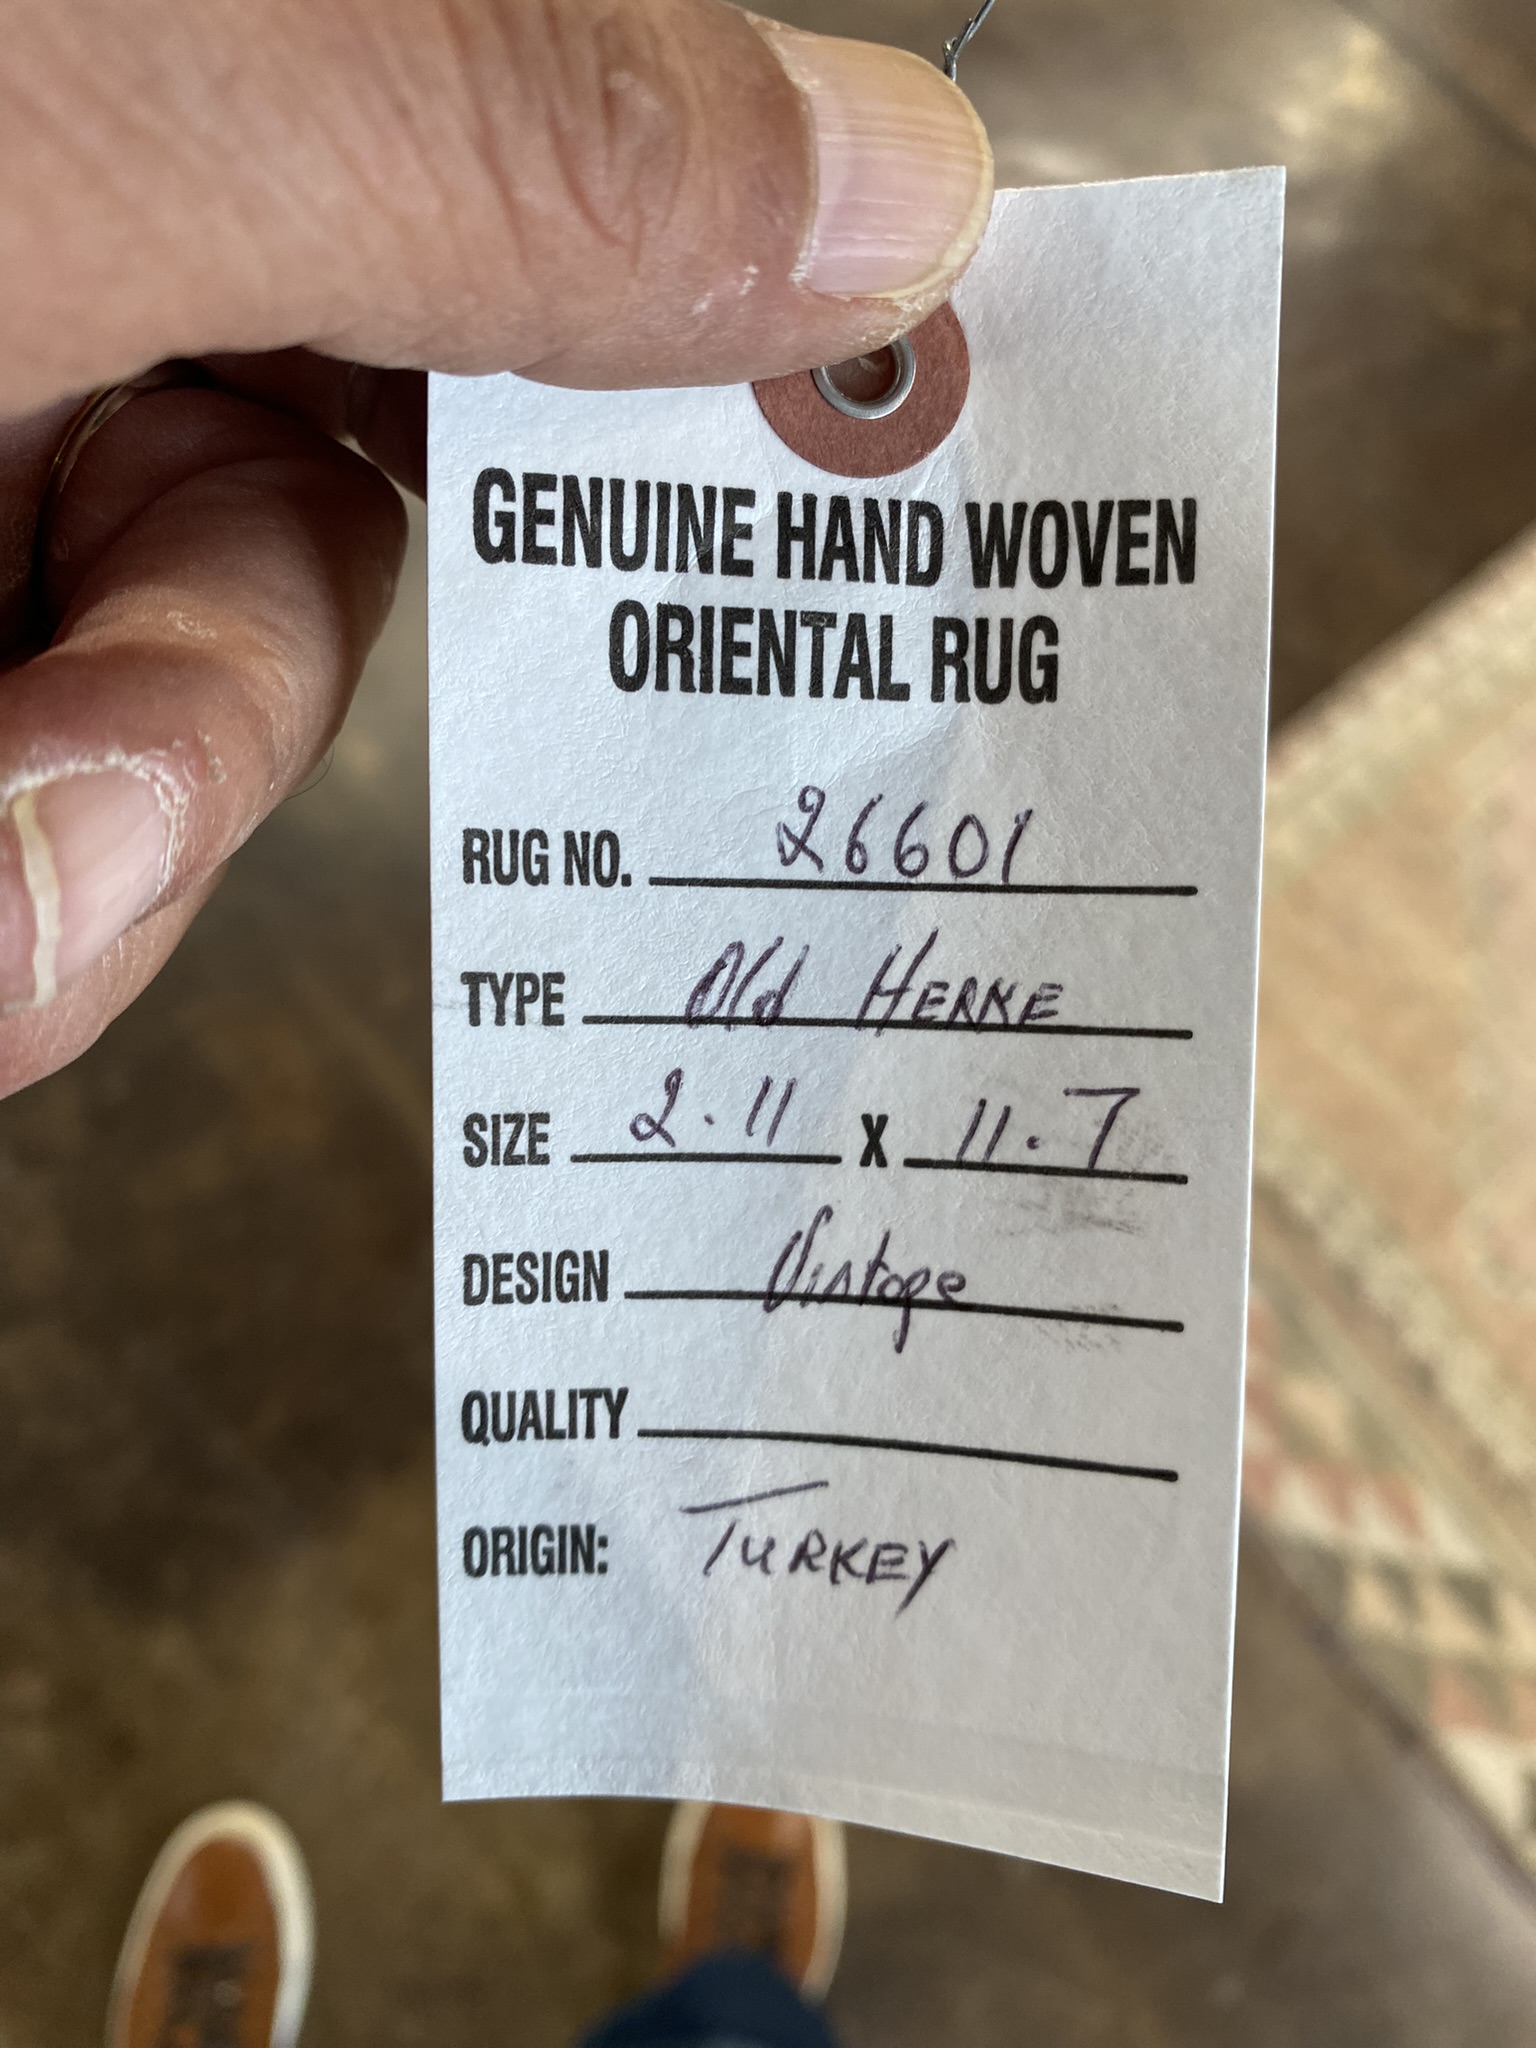 GENUINE HAND WOVEN
ORIENTAL RUG
RUG NO. 26601
TYPE Old HERKE
SIZE 2.11 X 11.7
DESIGN Vintage
QUALITY
ORIGIN: TURKEY